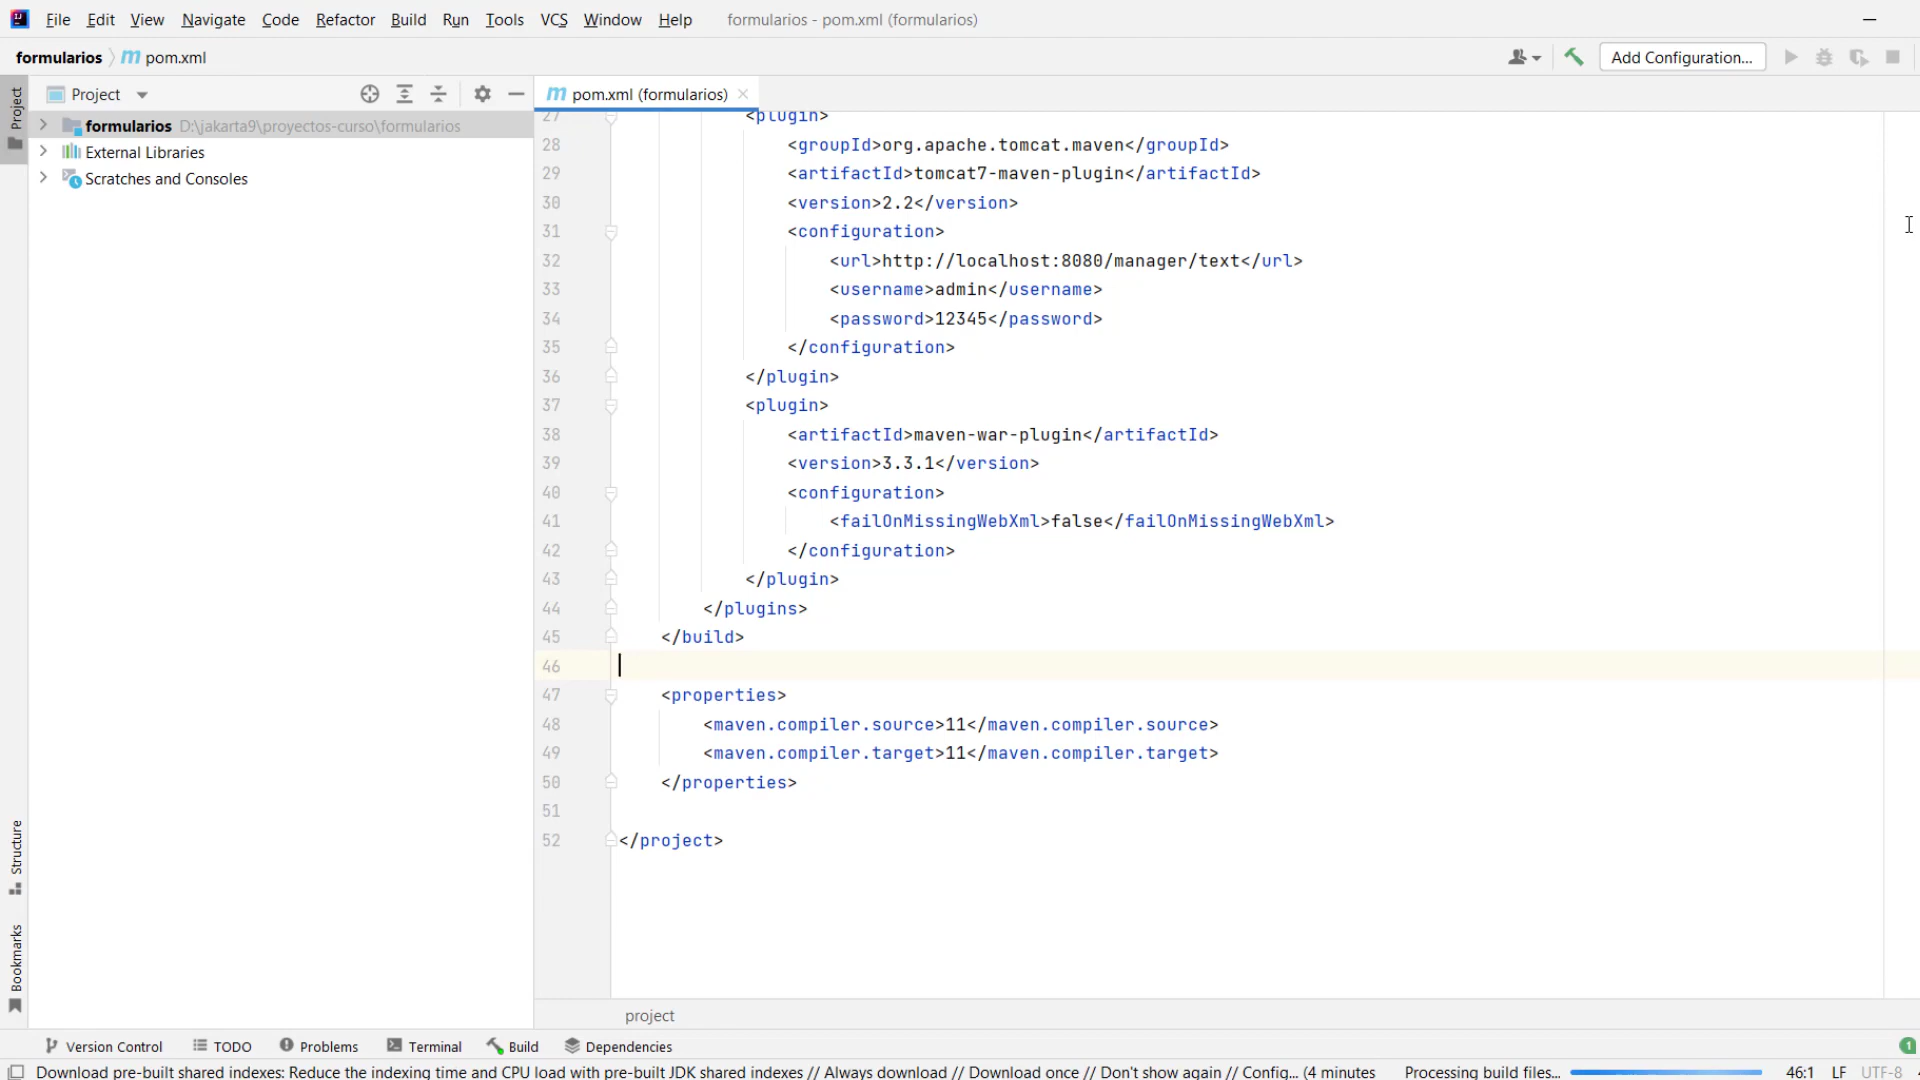 File Edit View Navigate Code Refactor Build Run Tools VCS Window Help formularios - pom.xml (formularios)
formularios m pom.xml Add Configuration...
Project
Project
formularios D:\jakarta9\proyectos-curso\formularios
External Libraries
Scratches and Consoles
m pom.xml (formularios)
27 <plugin>
28 <groupId>org.apache.tomcat.maven</groupId>
29 <artifactId>tomcat7-maven-plugin</artifactId>
30 <version>2.2</version>
31 <configuration>
32 <url>http://localhost:8080/manager/text</url>
33 <username>admin</username>
34 <password>12345</password>
35 </configuration>
36 </plugin>
37 <plugin>
38 <artifactId>maven-war-plugin</artifactId>
39 <version>3.3.1</version>
40 <configuration>
41 <failOnMissingWebXml>false</failOnMissingWebXml>
42 </configuration>
43 </plugin>
44 </plugins>
45 </build>
46
47 <properties>
48 <maven.compiler.source>11</maven.compiler.source>
49 <maven.compiler.target>11</maven.compiler.target>
50 </properties>
51
52 </project>
project
Structure
Bookmarks
Version Control TODO Problems Terminal Build Dependencies 1
Download pre-built shared indexes: Reduce the indexing time and CPU load with pre-built JDK shared indexes // Always download // Download once // Don't show again // Config... (4 minutes Processing build files... 46:1 LF UTF-8